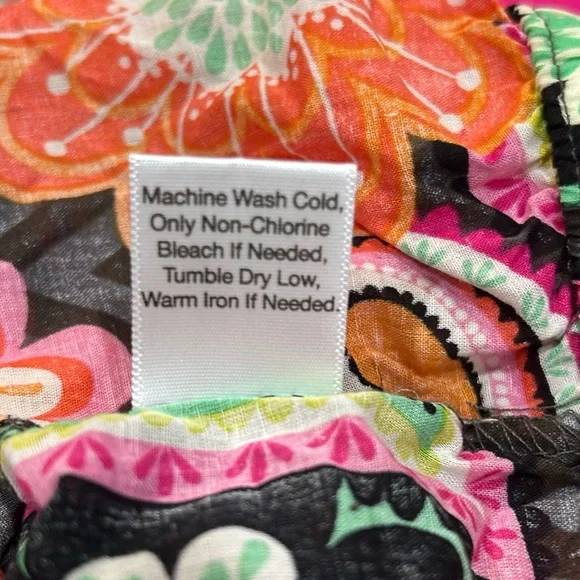 Machine Wash Cold,
Only Non-Chlorine
Bleach If Needed,
Tumble Dry Low,
Warm Iron If Needed.